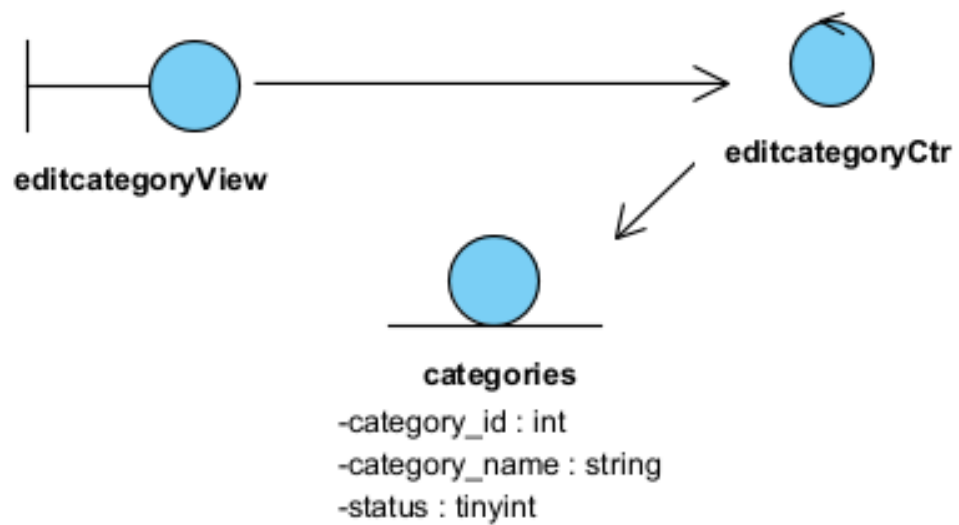 editcategoryView
editcategoryCtr
categories
-category_id : int
-category_name : string
-status : tinyint